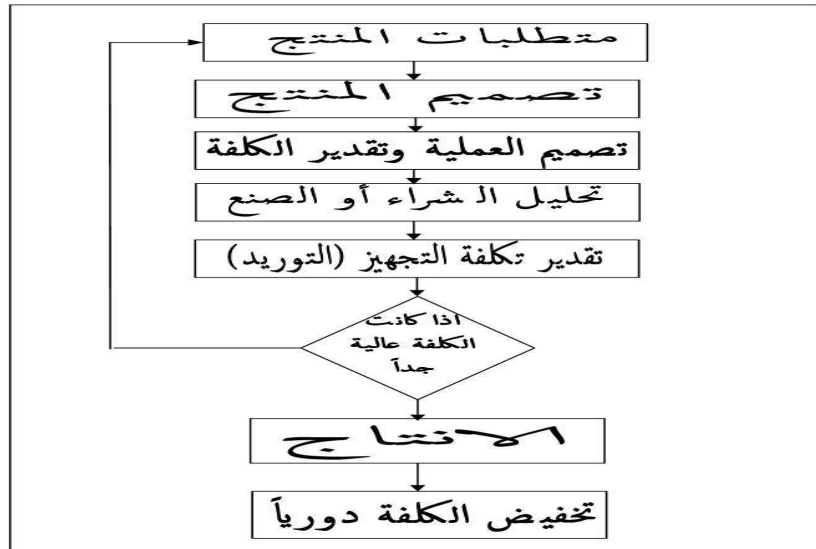 متطلبات المنتج
تصميم المنتج
تصميم العملية وتقدير الكلفة
تحليل الشراء أو الصنع
تقدير تكلفة التجهيز (التوريد)
اذا كانت
الكلفة عالية
جداً
الانتاج
تخفيض الكلفة دورياً